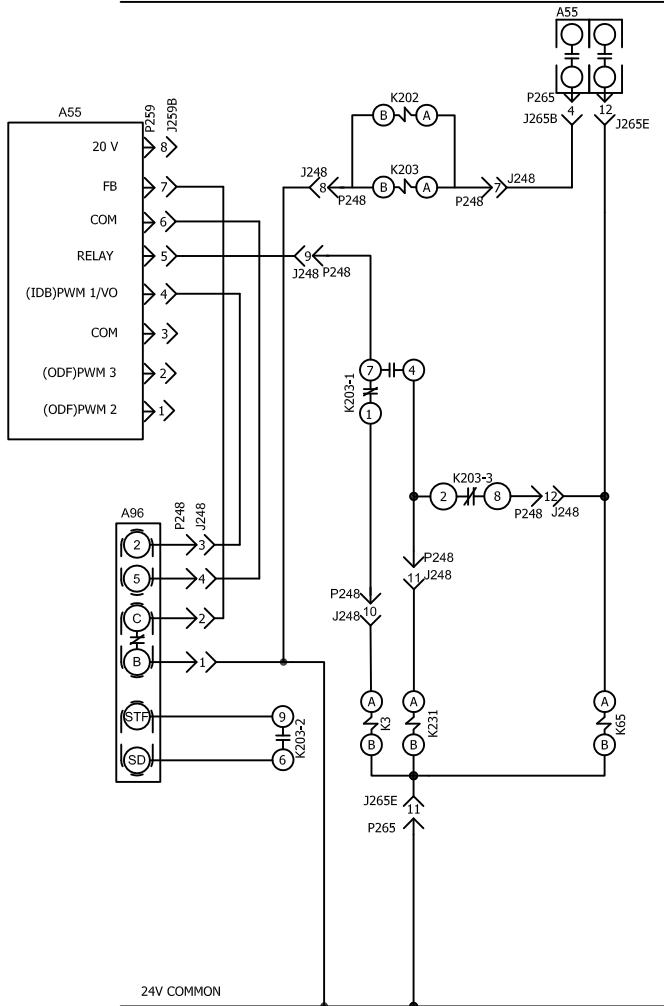 A55
P265
4
12
J265B
J265E
K202
B
A
K203
B
A
J248
8
P248
P248
7
J248
A55
P259
J259B
20 V
8
FB
7
COM
6
RELAY
5
(IDB)PWM 1/VO
4
COM
3
(ODF)PWM 3
2
(ODF)PWM 2
1
9
J248
P248
K203-1
7
4
1
K203-3
2
8
P248
12
J248
P248
11
J248
P248
J248
10
A96
P248
J248
2
3
5
4
C
2
B
1
STF
9
K203-2
SD
6
A
K3
B
A
K231
B
A
K65
B
J265E
11
P265
24V COMMON